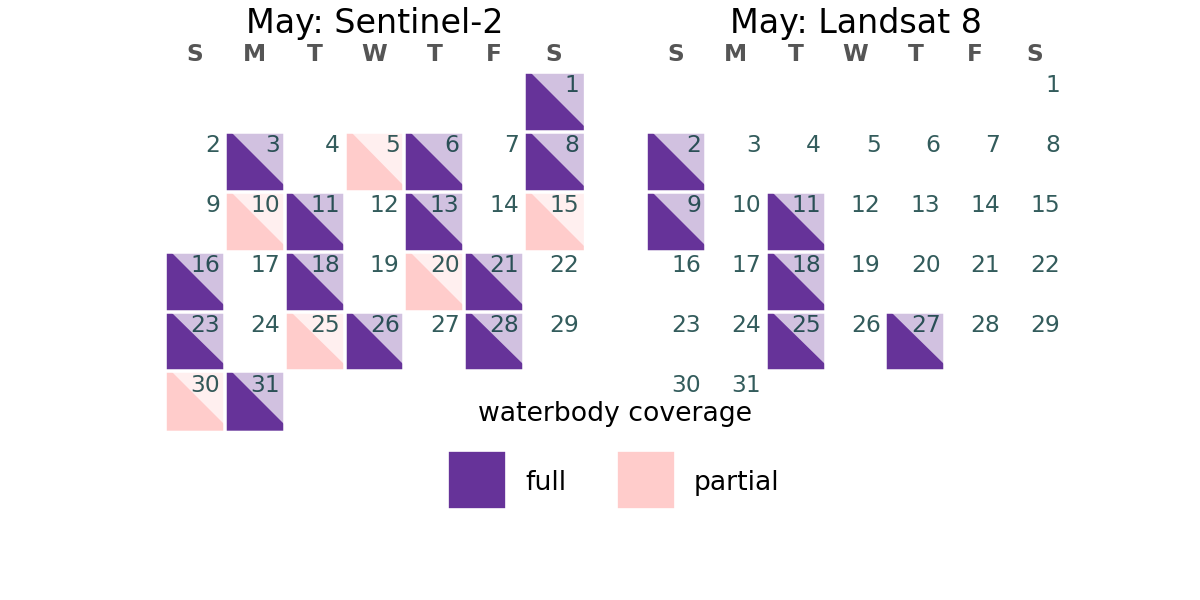 May: Sentinel-2
S M T W T F S
1
2 3 4 5 6 7 8
9 10 11 12 13 14 15
16 17 18 19 20 21 22
23 24 25 26 27 28 29
30 31
May: Landsat 8
S M T W T F S
1
2 3 4 5 6 7 8
9 10 11 12 13 14 15
16 17 18 19 20 21 22
23 24 25 26 27 28 29
30 31
waterbody coverage
full partial